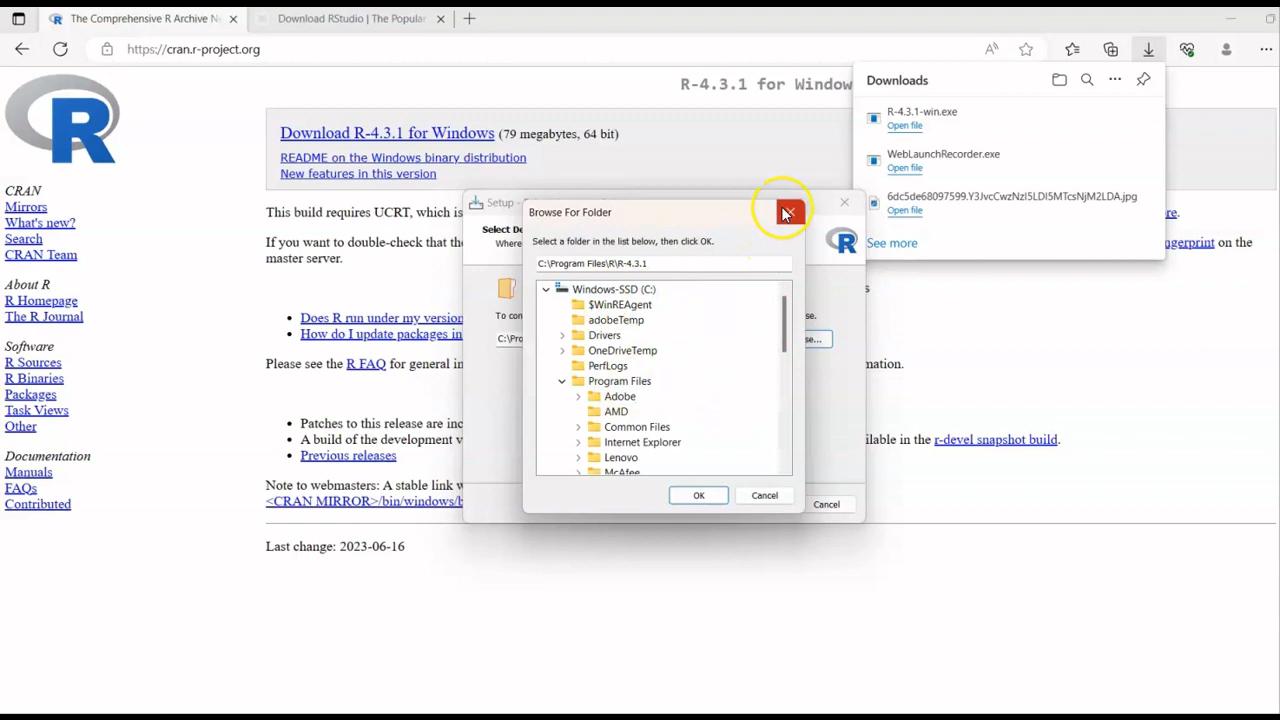 The Comprehensive R Archive N
Download RStudio | The Popular
https://cran.r-project.org
R-4.3.1 for Window
Downloads
R-4.3.1-win.exe
Open file
WebLaunchRecorder.exe
Open file
6dc5de68097599.Y3JvcCwzNzI5LDI5MTcsNjM2LDA.jpg
Open file
See more
R
CRAN
Mirrors
What's new?
Search
CRAN Team
About R
R Homepage
The R Journal
Software
R Sources
R Binaries
Packages
Task Views
Other
Documentation
Manuals
FAQs
Contributed
Download R-4.3.1 for Windows (79 megabytes, 64 bit)
README on the Windows binary distribution
New features in this version
This build requires UCRT, which is
re.
If you want to double-check that the
ingerprint on the
master server.
Does R run under my version
How do I update packages in
Please see the R FAQ for general in
mation.
Patches to this release are inc
A build of the development v
ailable in the r-devel snapshot build.
Previous releases
Note to webmasters: A stable link w
<CRAN MIRROR>/bin/windows/b
Last change: 2023-06-16
Setup -
Select De
Where
R
To con
se.
C:\Pro
se...
Cancel
Browse For Folder
Select a folder in the list below, then click OK.
C:\Program Files\R\R-4.3.1
Windows-SSD (C:)
$WinREAgent
adobeTemp
Drivers
OneDriveTemp
PerfLogs
Program Files
Adobe
AMD
Common Files
Internet Explorer
Lenovo
McAfee
OK
Cancel